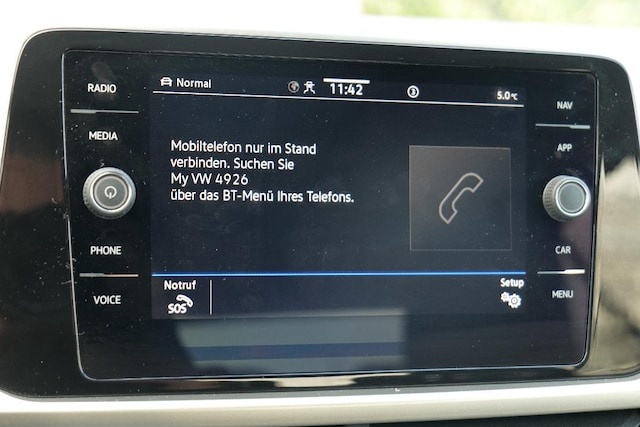 RADIO
MEDIA
PHONE
VOICE
Normal
11:42
5.0°C
Mobiltelefon nur im Stand
verbinden. Suchen Sie
My VW 4926
über das BT-Menü Ihres Telefons.
Notruf
SOS
Setup
NAV
APP
CAR
MENU